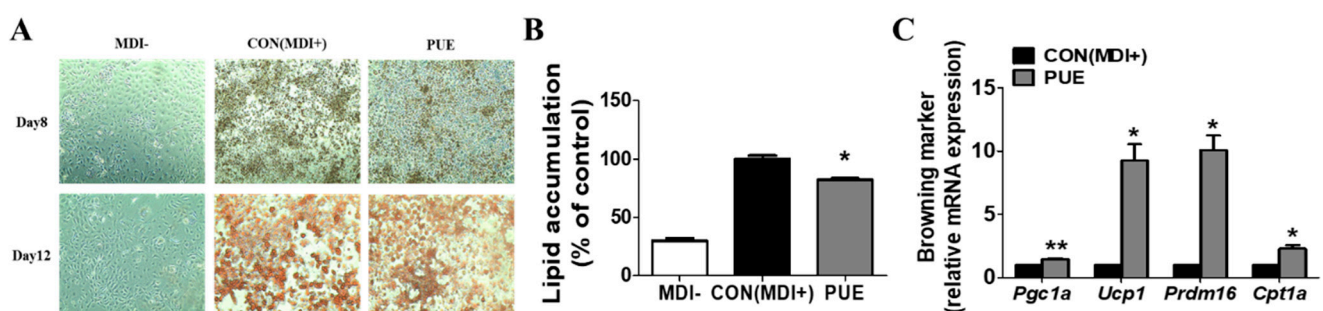 A
MDI-
CON(MDI+)
PUE
Day8
Day12
B
Lipid accumulation
(% of control)
150
100
50
0
MDI-
CON(MDI+)
PUE
*
C
CON(MDI+)
PUE
Browning marker
(relative mRNA expression)
15
10
5
0
**
*
*
*
Pgc1a
Ucp1
Prdm16
Cpt1a